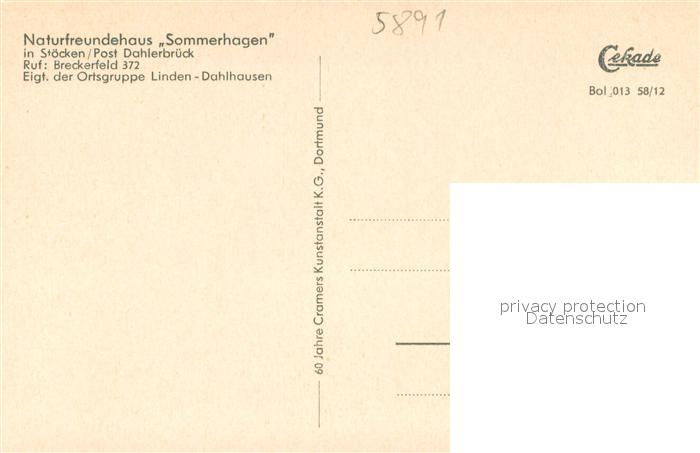 5891
Naturfreundehaus „Sommerhagen"
in Stöcken/Post Dahlerbrück
Ruf: Breckerfeld 372
Eigt. der Ortsgruppe Linden-Dahlhausen
Cekade
Bol 013 58/12
60 Jahre Cramers Kunstanstalt K.G., Dortmund
privacy protection
Datenschutz